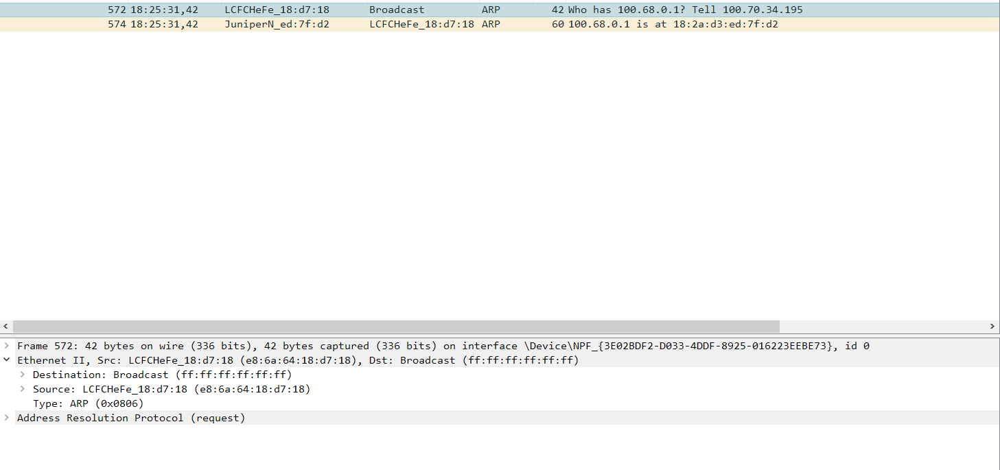 572 18:25:31,42 LCFCHeFe_18:d7:18 Broadcast ARP 42 Who has 100.68.0.1? Tell 100.70.34.195
574 18:25:31,42 JuniperN_ed:7f:d2 LCFCHeFe_18:d7:18 ARP 60 100.68.0.1 is at 18:2a:d3:ed:7f:d2
Frame 572: 42 bytes on wire (336 bits), 42 bytes captured (336 bits) on interface \Device\NPF_{3E02BDF2-D033-4DDF-8925-016223EEBE73}, id 0
Ethernet II, Src: LCFCHeFe_18:d7:18 (e8:6a:64:18:d7:18), Dst: Broadcast (ff:ff:ff:ff:ff:ff)
Destination: Broadcast (ff:ff:ff:ff:ff:ff)
Source: LCFCHeFe_18:d7:18 (e8:6a:64:18:d7:18)
Type: ARP (0x0806)
Address Resolution Protocol (request)